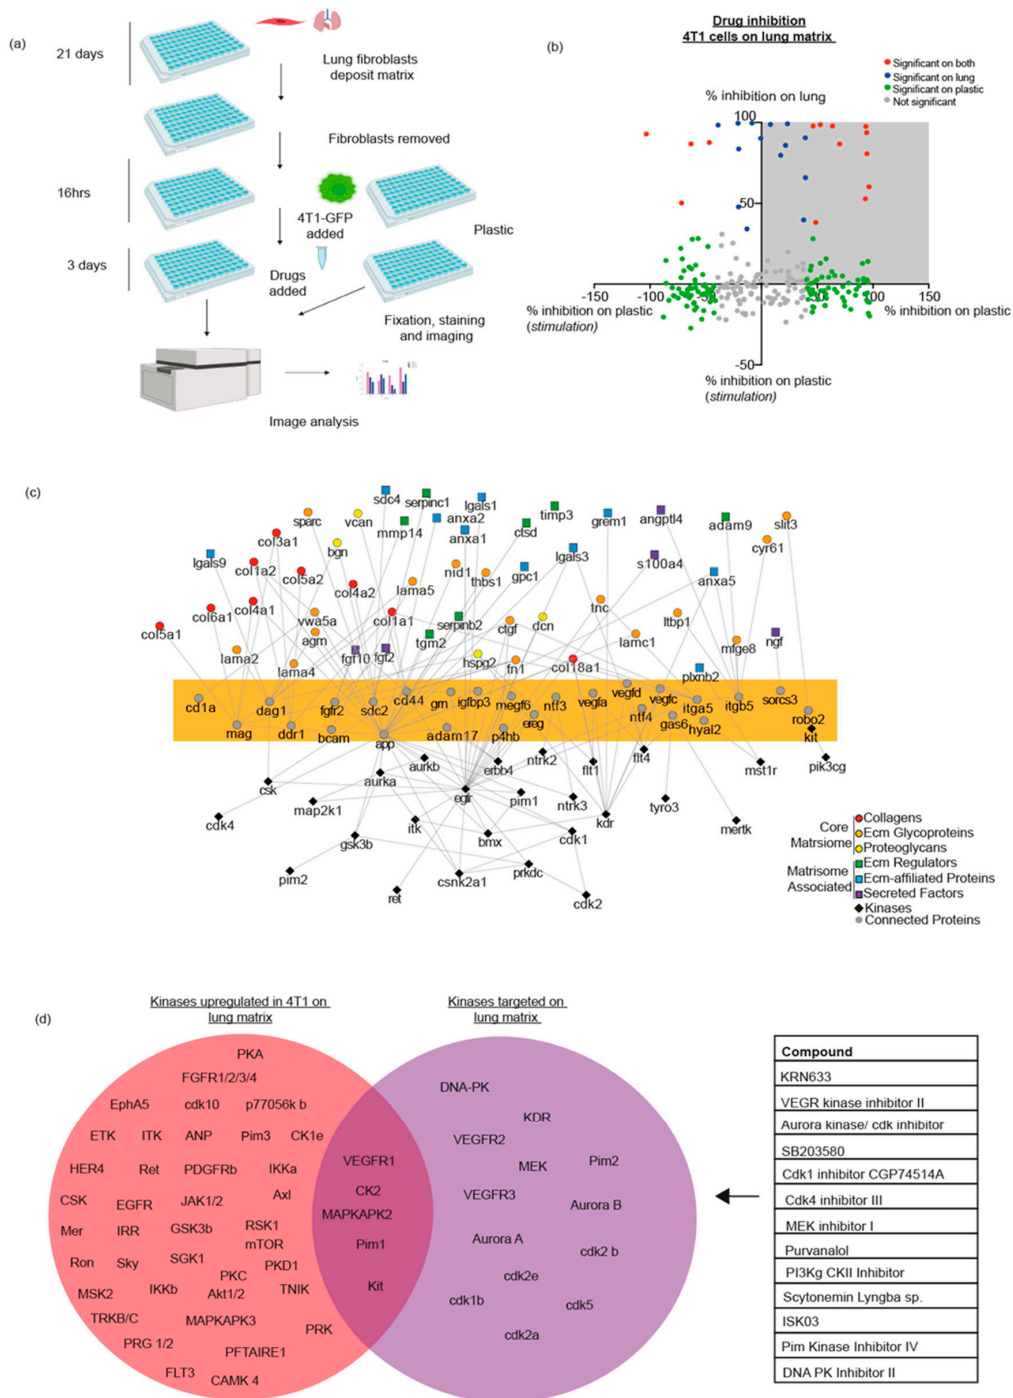 (a)
21 days
Lung fibroblasts
deposit matrix
Fibroblasts removed
16hrs
4T1-GFP
added
Plastic
3 days
Drugs
added
Fixation, staining
and imaging
Image analysis
(b)
Drug inhibition
4T1 cells on lung matrix
Significant on both
Significant on lung
Significant on plastic
Not significant
% inhibition on lung
100
50
-150
-100
50
100
150
% inhibition on plastic
(stimulation)
% inhibition on plastic
-50
% inhibition on plastic
(stimulation)
(c)
sdc4 serpinc1 lgals1
sparc vcan mmp14 anxa2 anxa1 ctsd timp3 grem1 angptl4 adam9 slit3
col3a1 bgn cyr61
lgals9 col1a2 col5a2 col4a2 lama5 nid1 thbs1 gpc1 lgals3 s100a4 anxa5
col6a1 col4a1 vwa5a col1a1 serpinb2 ctgf dcn tnc ltbp1
col5a1 agrn tgm2 lamc1 mfge8 ngf
lama2 lama4 fgf10 fgf2 hspg2 fn1 col18a1 plxnb2
cd1a dag1 fgfr2 sdc2 cd44 grn igfbp3 megf6 ntf3 vegfa vegfd vegfc itga5 itgb5 sorcs3
mag ddr1 bcam app adam17 p4hb ereg ntf4 gas6 hyal2 robo2
kit
csk aurka aurkb erbb4 ntrk2 flt1 flt4 mst1r pik3cg
cdk4 map2k1 egfr pim1 ntrk3 kdr tyro3 mertk
gsk3b itk bmx cdk1
pim2 ret csnk2a1 prkdc cdk2
Core
Matrsiome
Collagens
Ecm Glycoproteins
Proteoglycans
Matrisome
Associated
Ecm Regulators
Ecm-affiliated Proteins
Secreted Factors
Kinases
Connected Proteins
(d)
Kinases upregulated in 4T1 on
lung matrix
Kinases targeted on
lung matrix
PKA
FGFR1/2/3/4
EphA5 cdk10 p77056k b
ETK ITK ANP Pim3 CK1e
HER4 Ret PDGFRb IKKa
CSK EGFR JAK1/2 Axl
Mer IRR GSK3b RSK1
mTOR
Ron Sky SGK1 PKD1
PKC
MSK2 IKKb Akt1/2 TNIK
TRKB/C MAPKAPK3 PRK
PRG 1/2 PFTAIRE1
FLT3 CAMK 4
VEGFR1
CK2
MAPKAPK2
Pim1
Kit
DNA-PK
KDR
VEGFR2
MEK Pim2
VEGFR3 Aurora B
Aurora A cdk2 b
cdk2e
cdk1b cdk5
cdk2a
Compound
KRN633
VEGR kinase inhibitor II
Aurora kinase/ cdk inhibitor
SB203580
Cdk1 inhibitor CGP74514A
Cdk4 inhibitor III
MEK inhibitor I
Purvanalol
PI3Kg CKII Inhibitor
Scytonemin Lyngba sp.
ISK03
Pim Kinase Inhibitor IV
DNA PK Inhibitor II